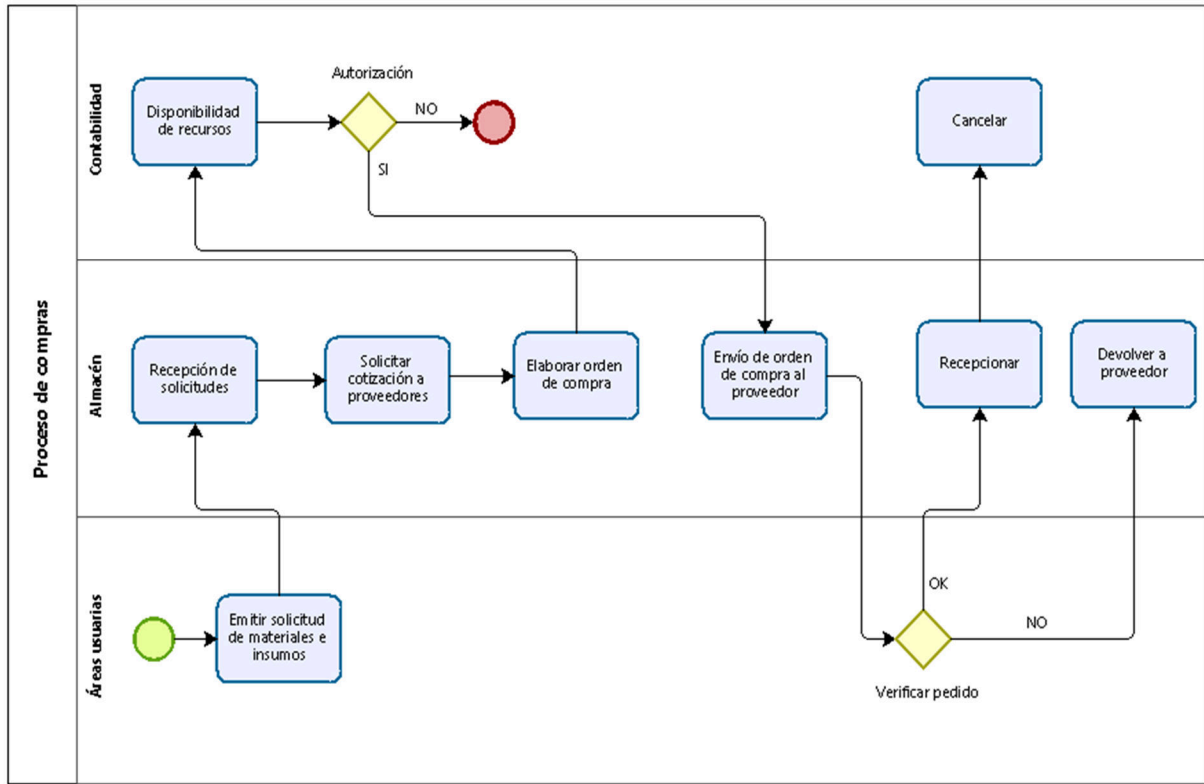 Proceso de compras
Contabilidad
Disponibilidad
de recursos
Autorización
NO
SI
Cancelar
Almacén
Recepción de
solicitudes
Solicitar
cotización a
proveedores
Elaborar orden
de compra
Envío de orden
de compra al
proveedor
Recepcionar
Devolver a
proveedor
Áreas usuarias
Emitir solicitud
de materiales e
insumos
OK
NO
Verificar pedido